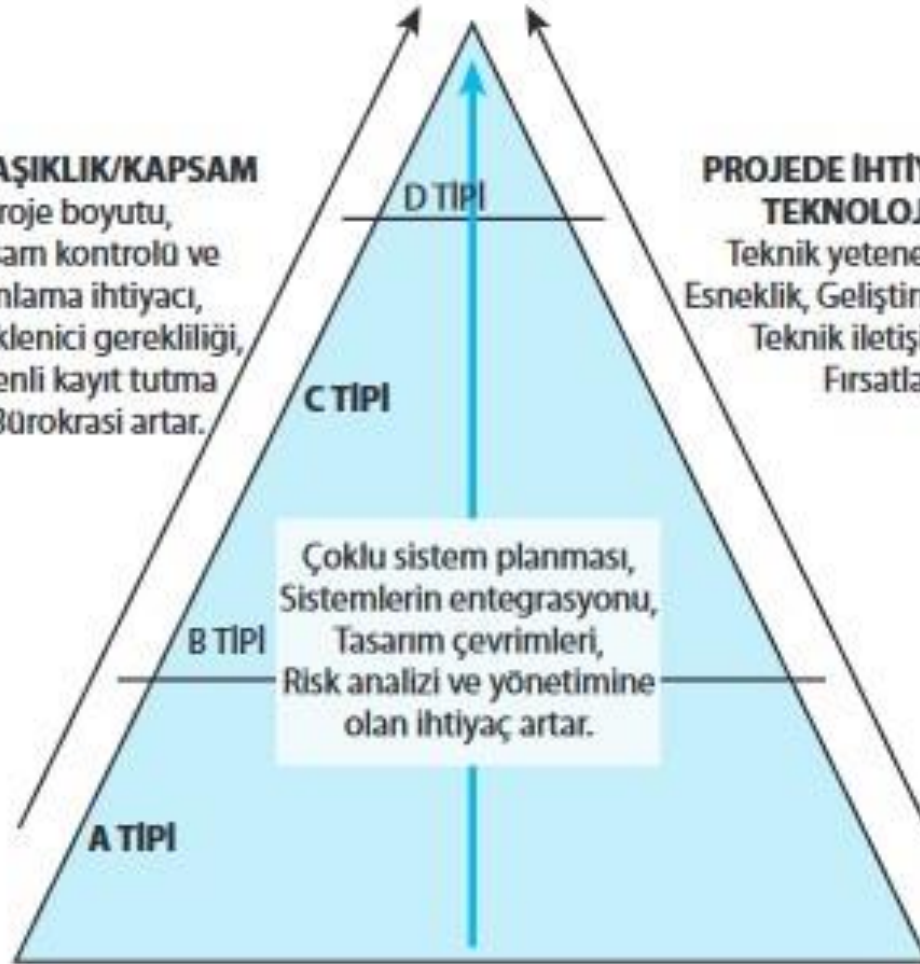 AŞIKLIK/KAPSAM
roje boyutu,
sam kontrolü ve
nlama ihtiyacı,
klenici gerekliliği,
enli kayıt tutma
Bürokrasi artar.
D TİPİ
PROJEDE İHTİY
TEKNOLOJ
Teknik yetene
Esneklik, Geliştir
Teknik iletiş
Fırsatla
C TİPİ
Çoklu sistem planması,
Sistemlerin entegrasyonu,
Tasarım çevrimleri,
Risk analizi ve yönetimine
olan ihtiyaç artar.
B TİPİ
A TİPİ